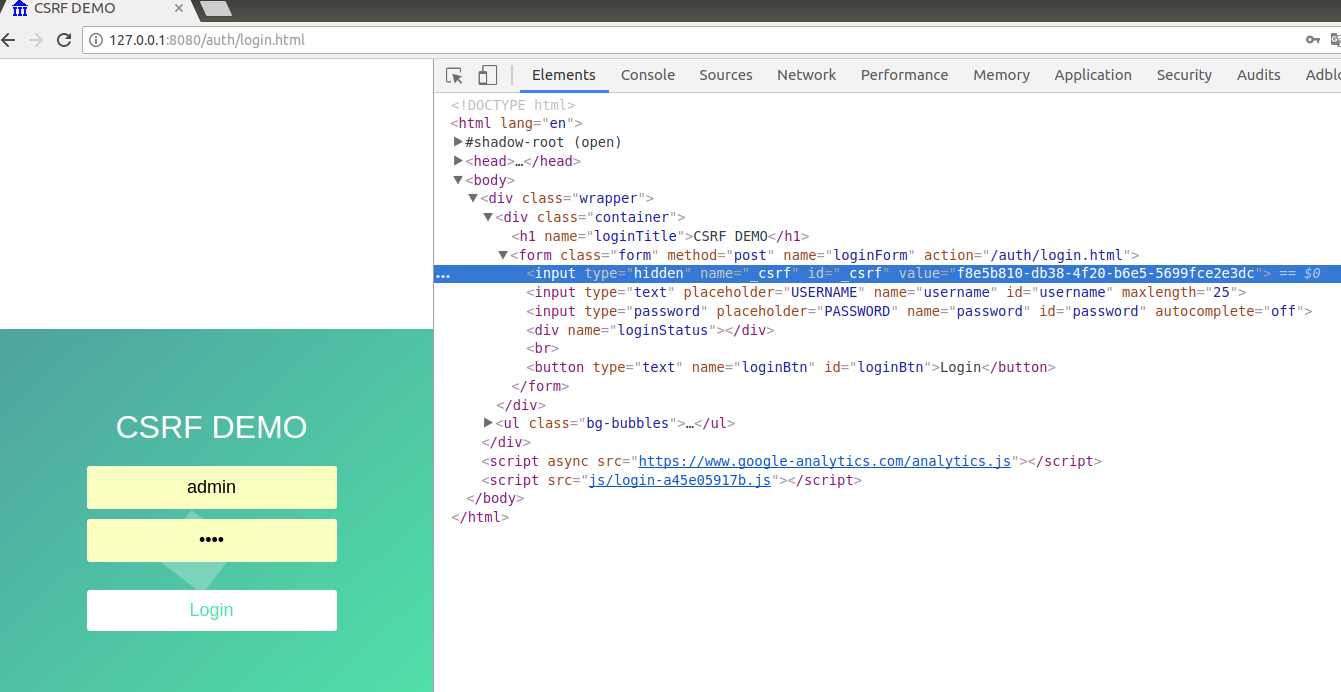 CSRF DEMO
127.0.0.1:8080/auth/login.html
Elements Console Sources Network Performance Memory Application Security Audits
<!DOCTYPE html>
<html lang="en">
#shadow-root (open)
<head>…</head>
<body>
<div class="wrapper">
<div class="container">
<h1 name="loginTitle">CSRF DEMO</h1>
<form class="form" method="post" name="loginForm" action="/auth/login.html">
... <input type="hidden" name="_csrf" id="_csrf" value="f8e5b810-db38-4f20-b6e5-5699fce2e3dc"> == $0
<input type="text" placeholder="USERNAME" name="username" id="username" maxlength="25">
<input type="password" placeholder="PASSWORD" name="password" id="password" autocomplete="off">
<div name="loginStatus"></div>
<br>
<button type="text" name="loginBtn" id="loginBtn">Login</button>
</form>
</div>
<ul class="bg-bubbles">…</ul>
</div>
<script async src="https://www.google-analytics.com/analytics.js"></script>
<script src="js/login-a45e05917b.js"></script>
</body>
</html>
CSRF DEMO
admin
••••
Login